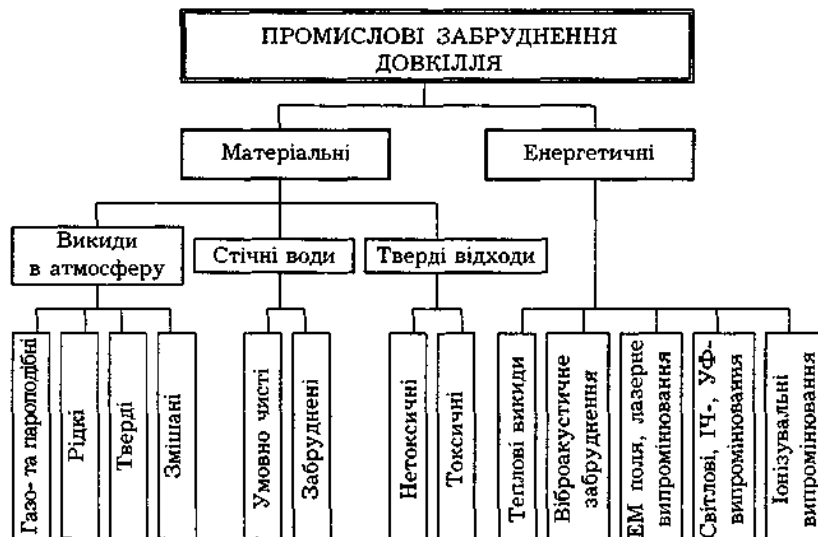 ПРОМИСЛОВІ ЗАБРУДНЕННЯ
ДОВКІЛЛЯ
Матеріальні
Енергетичні
Викиди
в атмосферу
Стічні води
Тверді відходи
Газо- та пароподібні
Рідкі
Тверді
Змішані
Умовно чисті
Забруднені
Нетоксичні
Токсичні
Теплові викиди
Віброакустичне
забруднення
ЕМ поля, лазерне
випромінювання
Світлові, ІЧ-, УФ-
випромінювання
Іонізувальні
випромінювання